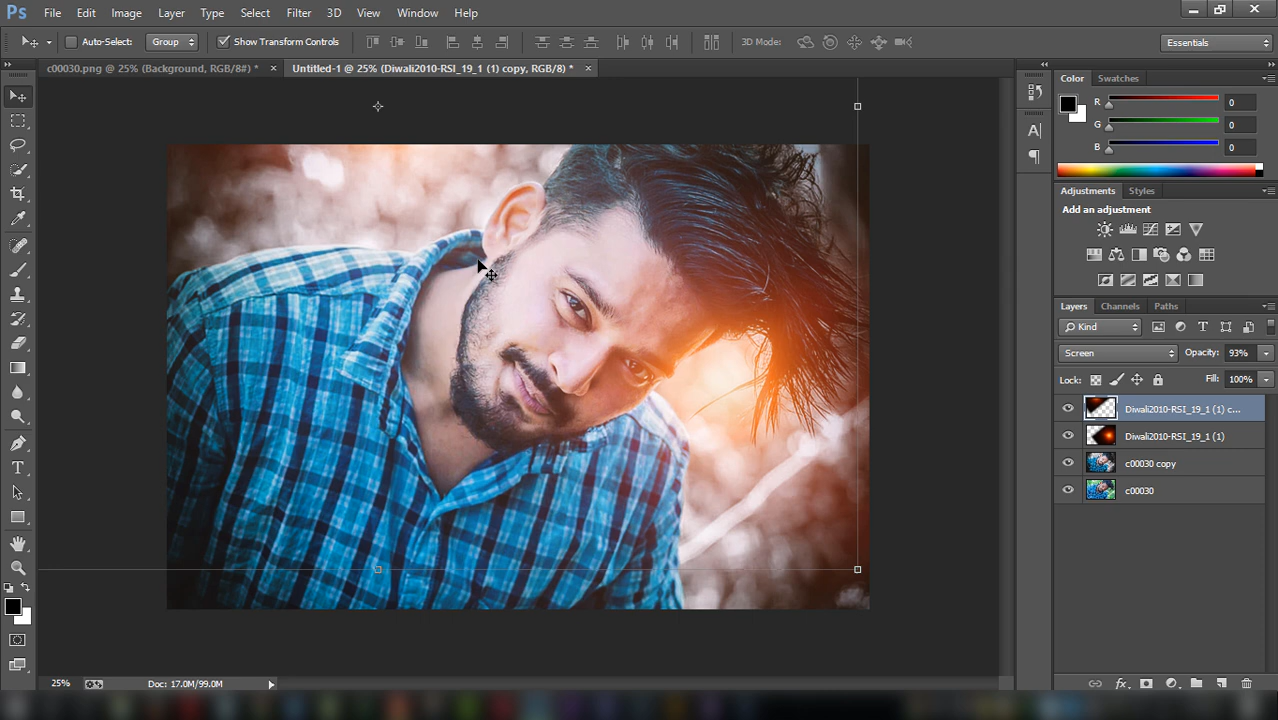 Ps File Edit Image Layer Type Select Filter 3D View Window Help
Auto-Select: Group Show Transform Controls 3D Mode: Essentials
c00030.png @ 25% (Background, RGB/8#) * × Untitled-1 @ 25% (Diwali2010-RSI_19_1 (1) copy, RGB/8) * ×
Color Swatches
R 0
G 0
B 0
Adjustments Styles
Add an adjustment
Layers Channels Paths
Kind
Screen Opacity: 93%
Lock: Fill: 100%
Diwali2010-RSI_19_1 (1) c...
Diwali2010-RSI_19_1 (1)
c00030 copy
c00030
25% Doc: 17.0M/99.0M